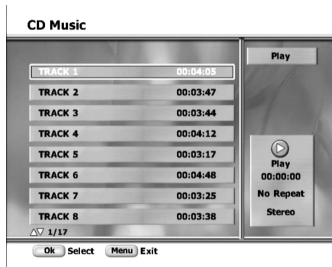 CD Music
Play
TRACK 1 00:04:05
TRACK 2 00:03:47
TRACK 3 00:03:44
TRACK 4 00:04:12
TRACK 5 00:03:17
TRACK 6 00:04:48
TRACK 7 00:03:25
TRACK 8 00:03:38
1/17
Play
00:00:00
No Repeat
Stereo
Ok Select Menu Exit